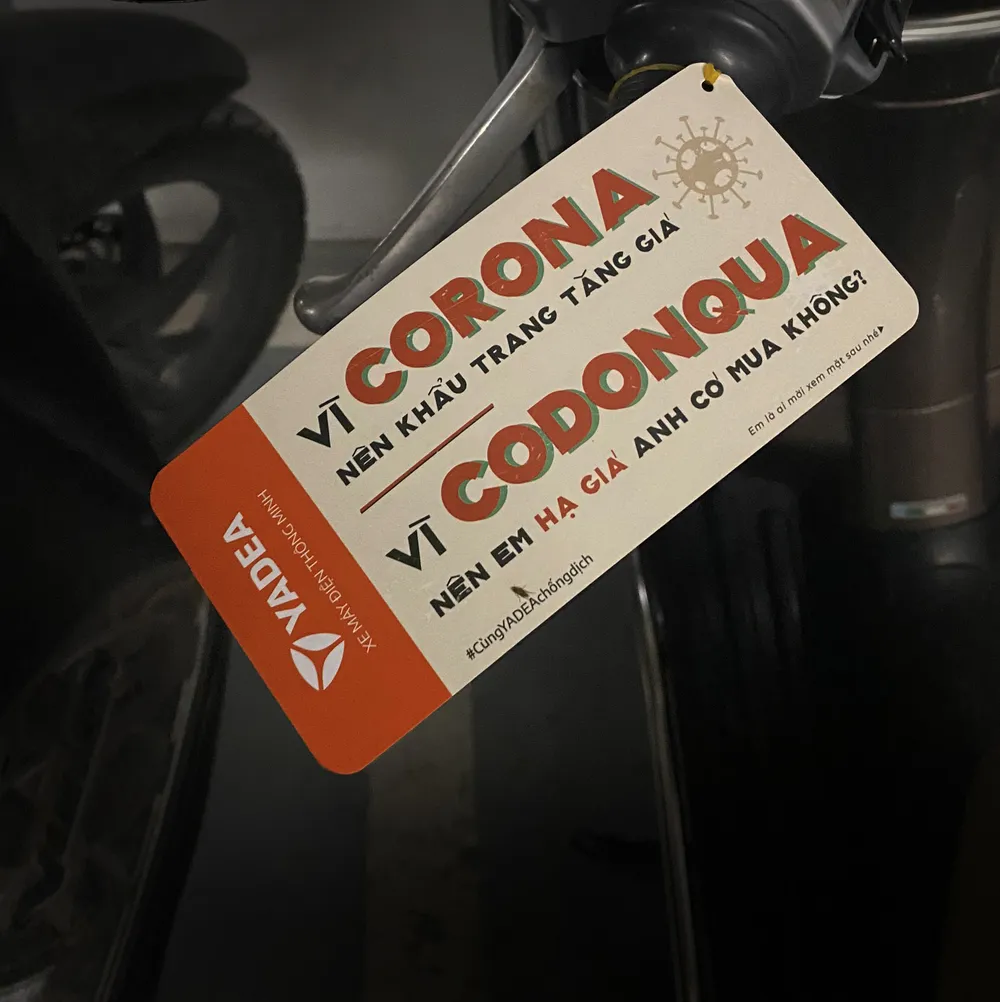 VÌ CORONA
NÊN KHẨU TRANG TĂNG GIÁ
VÌ CODONQUA
NÊN EM HẠ GIÁ ANH CÓ MUA KHÔNG?
Em là ai mời xem mặt sau nhé
#CùngYADEAchốngdịch
YADEA
XE MÁY ĐIỆN THÔNG MINH